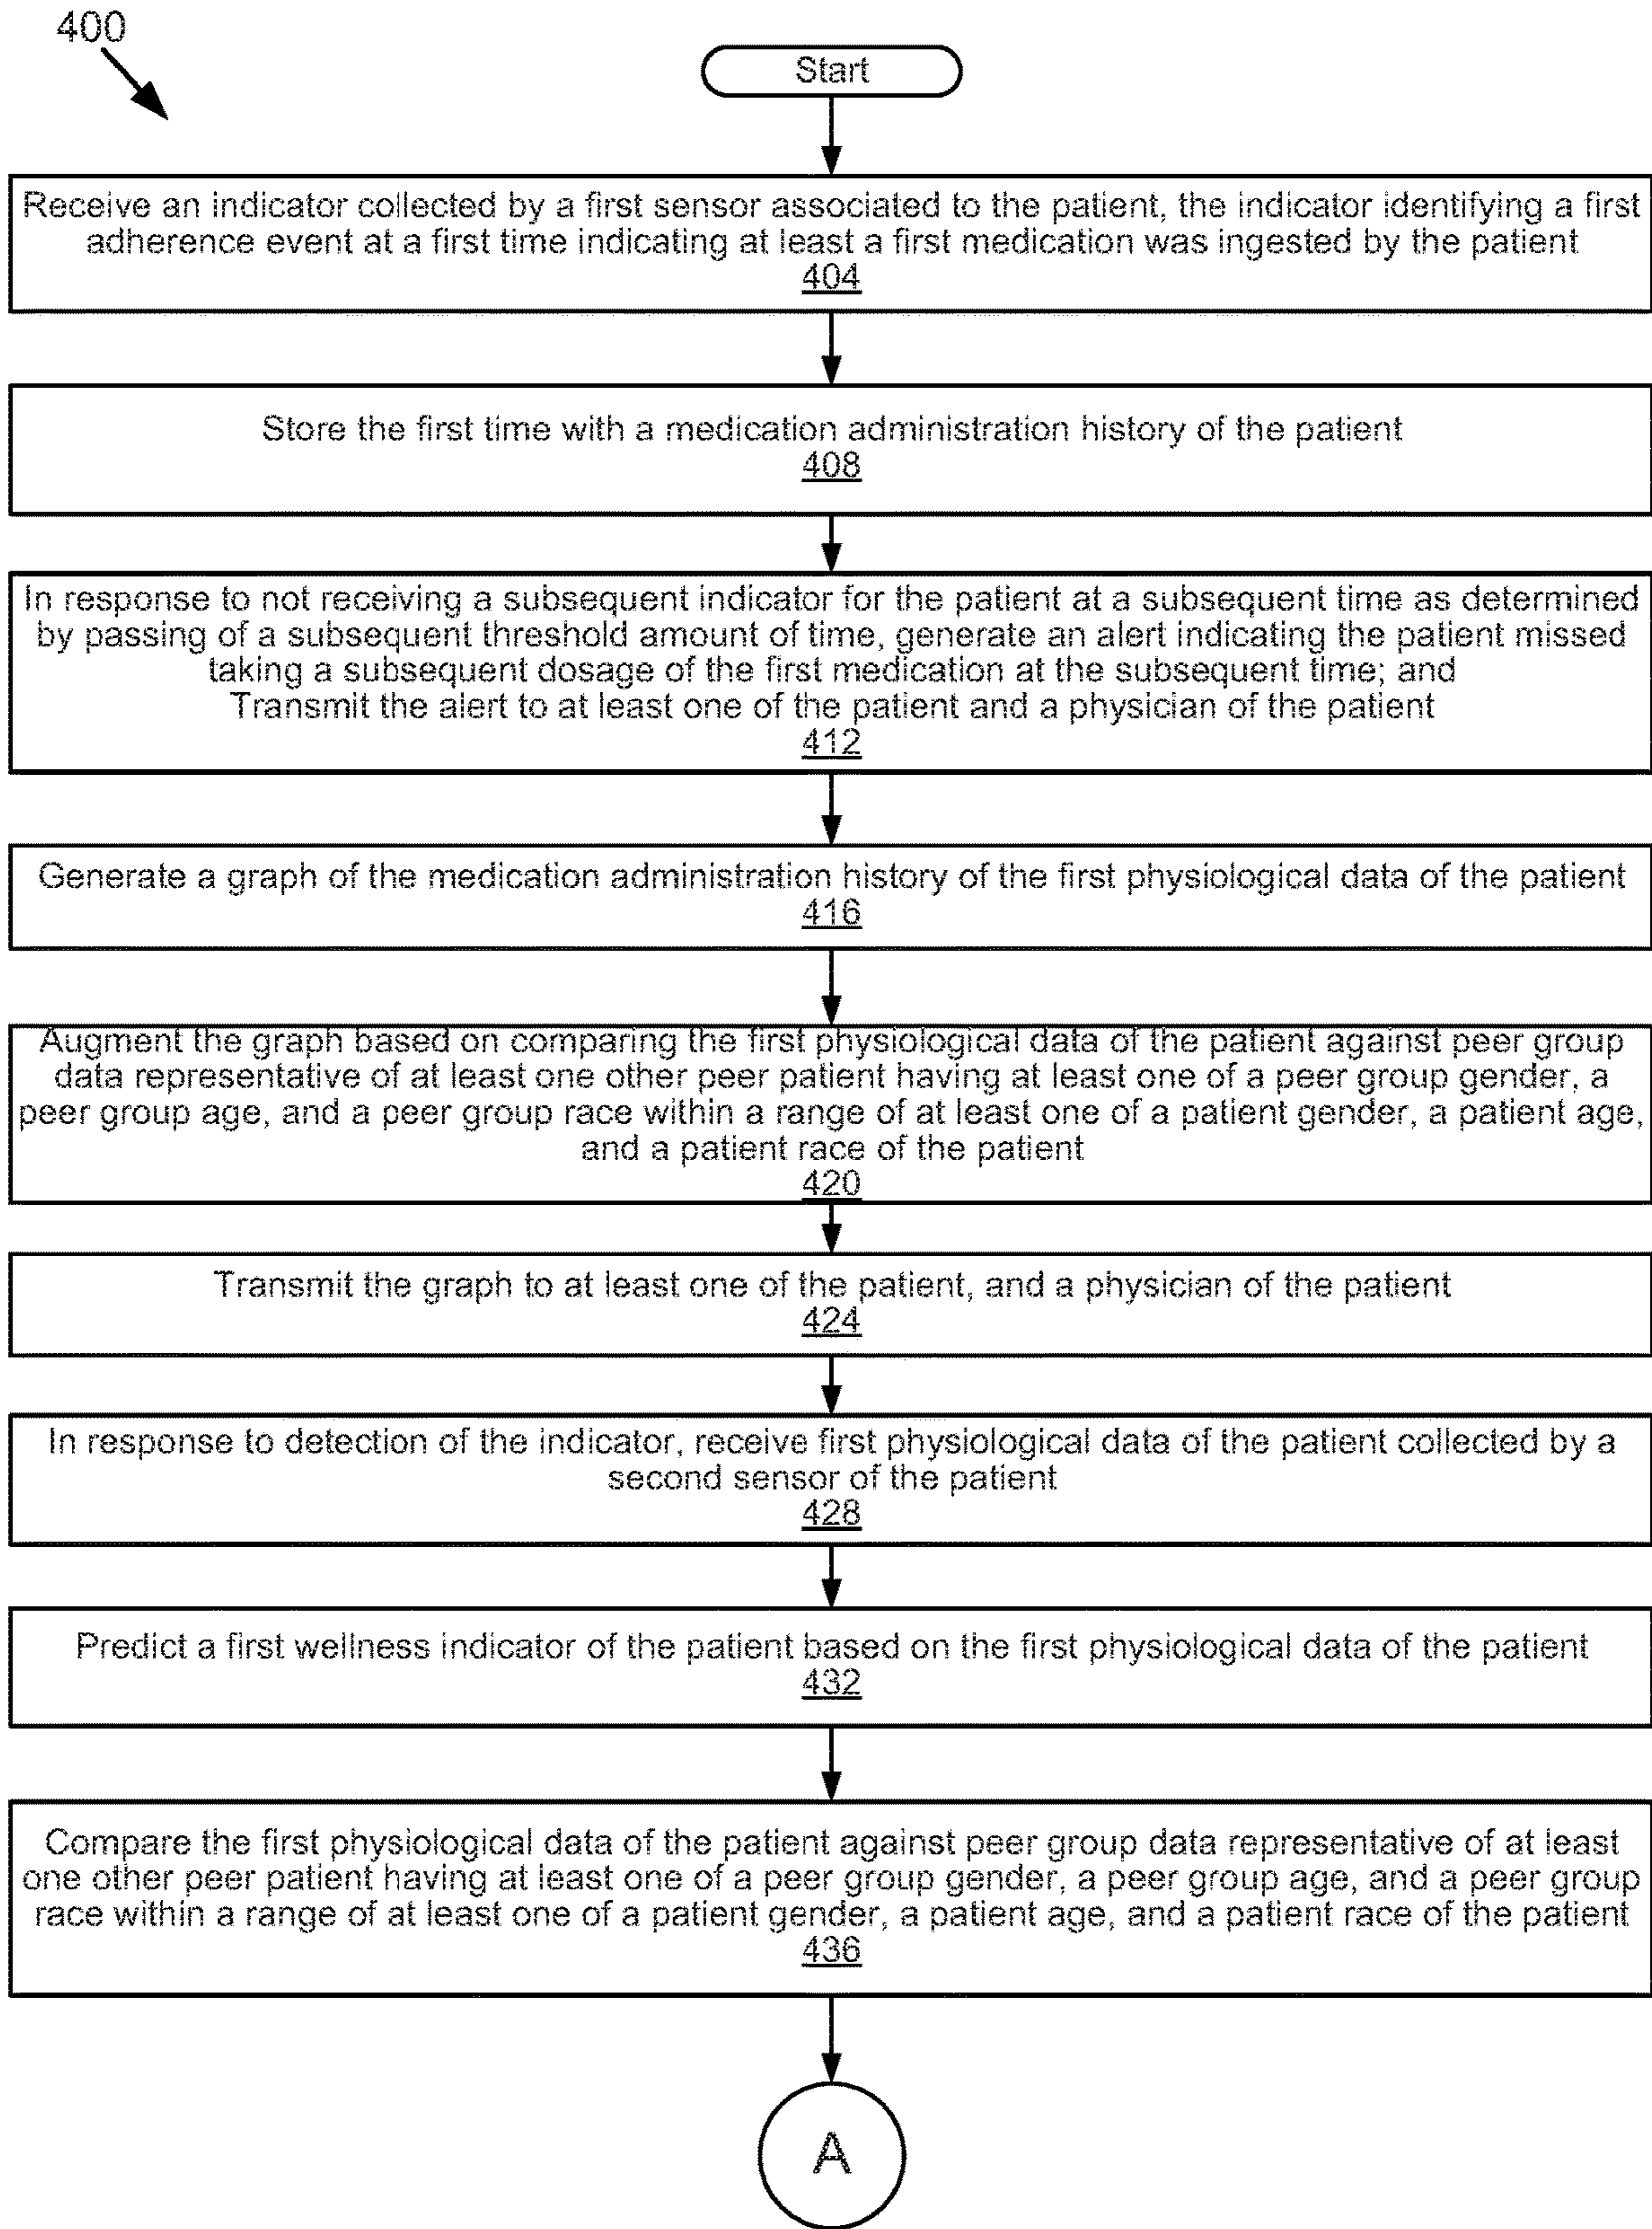 400
Start
Receive an indicator collected by a first sensor associated to the patient, the indicator identifying a first
adherence event at a first time indicating at least a first medication was ingested by the patient
404
Store the first time with a medication administration history of the patient
408
In response to not receiving a subsequent indicator for the patient at a subsequent time as determined
by passing of a subsequent threshold amount of time, generate an alert indicating the patient missed
taking a subsequent dosage of the first medication at the subsequent time; and
Transmit the alert to at least one of the patient and a physician of the patient
412
Generate a graph of the medication administration history of the first physiological data of the patient
416
Augment the graph based on comparing the first physiological data of the patient against peer group
data representative of at least one other peer patient having at least one of a peer group gender, a
peer group age, and a peer group race within a range of at least one of a patient gender, a patient age,
and a patient race of the patient
420
Transmit the graph to at least one of the patient, and a physician of the patient
424
In response to detection of the indicator, receive first physiological data of the patient collected by a
second sensor of the patient
428
Predict a first wellness indicator of the patient based on the first physiological data of the patient
432
Compare the first physiological data of the patient against peer group data representative of at least
one other peer patient having at least one of a peer group gender, a peer group age, and a peer group
race within a range of at least one of a patient gender, a patient age, and a patient race of the patient
436
A